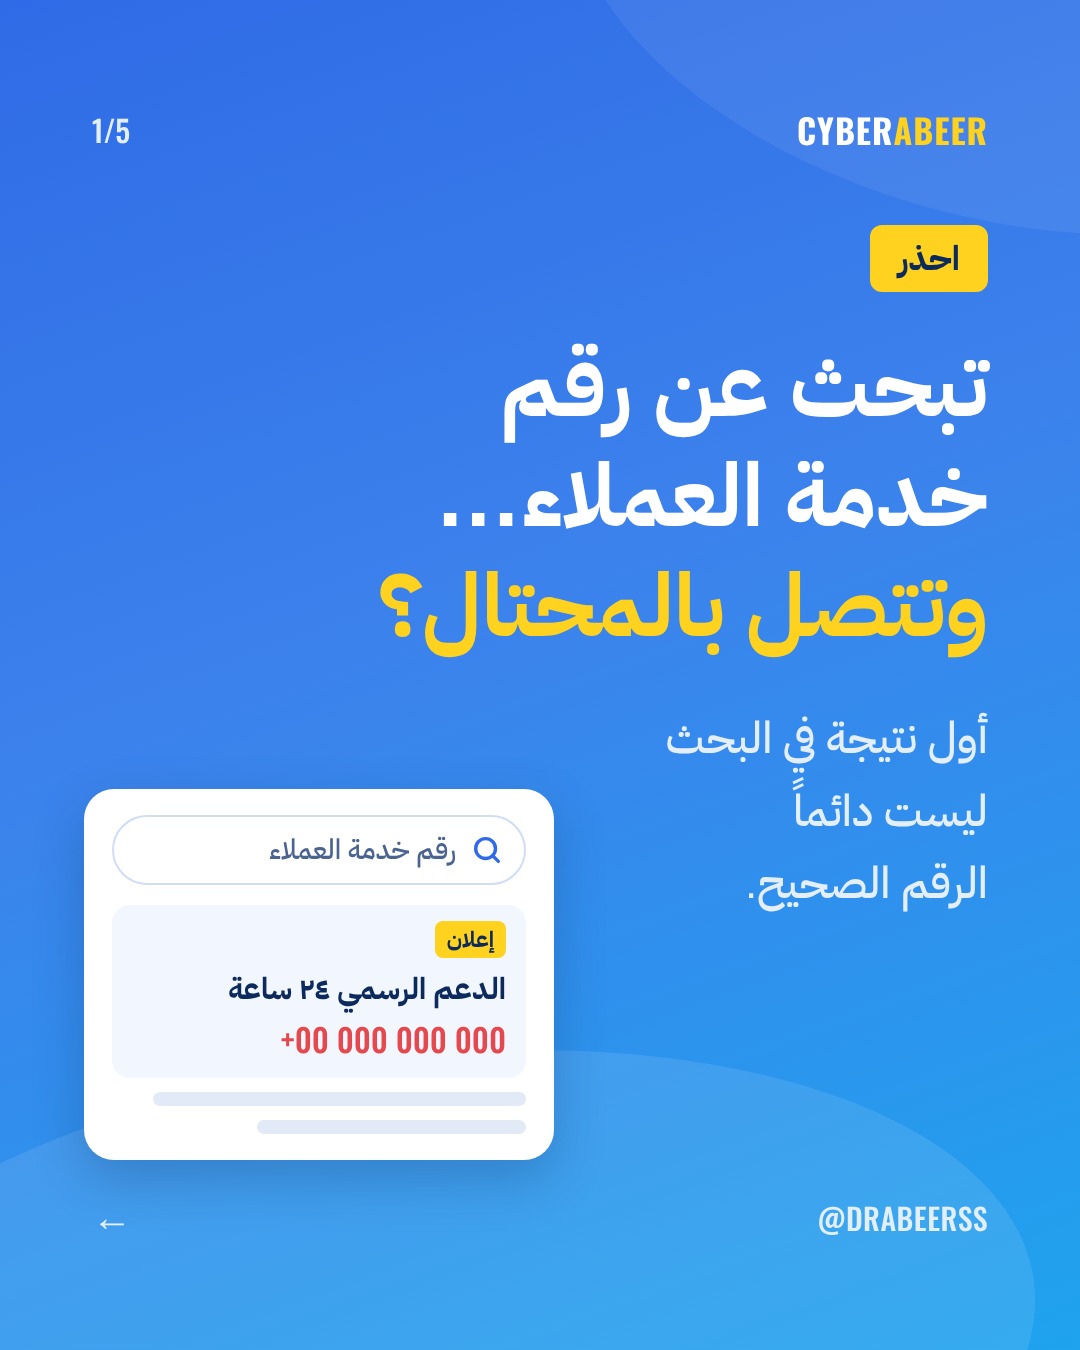 CYBERABEER
1/5
احذر
تبحث عن رقم
خدمة العملاء...
وتتصل بالمحتال؟
أول نتيجة في البحث
ليست دائماً
الرقم الصحيح.
رقم خدمة العملاء
إعلان
الدعم الرسمي ٢٤ ساعة
+00 000 000 000
@DRABEERSS
←